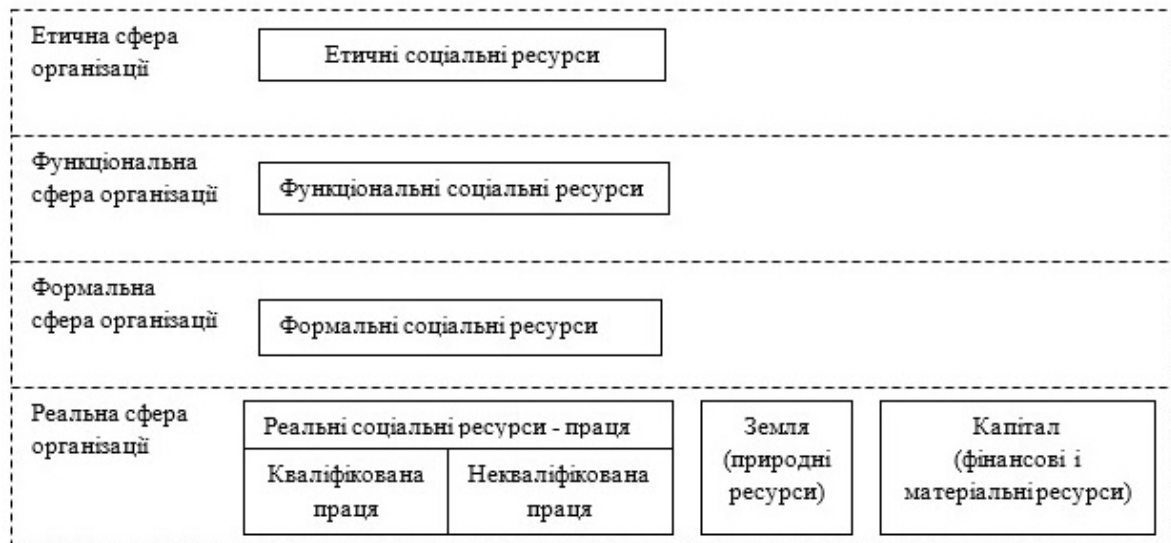 Етична сфера
організації
Етичні соціальні ресурси
Функціональна
сфера організації
Функціональні соціальні ресурси
Формальна
сфера організації
Формальні соціальні ресурси
Реальна сфера
організації
Реальні соціальні ресурси - праця
Кваліфікована
праця
Некваліфікована
праця
Земля
(природні
ресурси)
Капітал
(фінансові і
матеріальні ресурси)